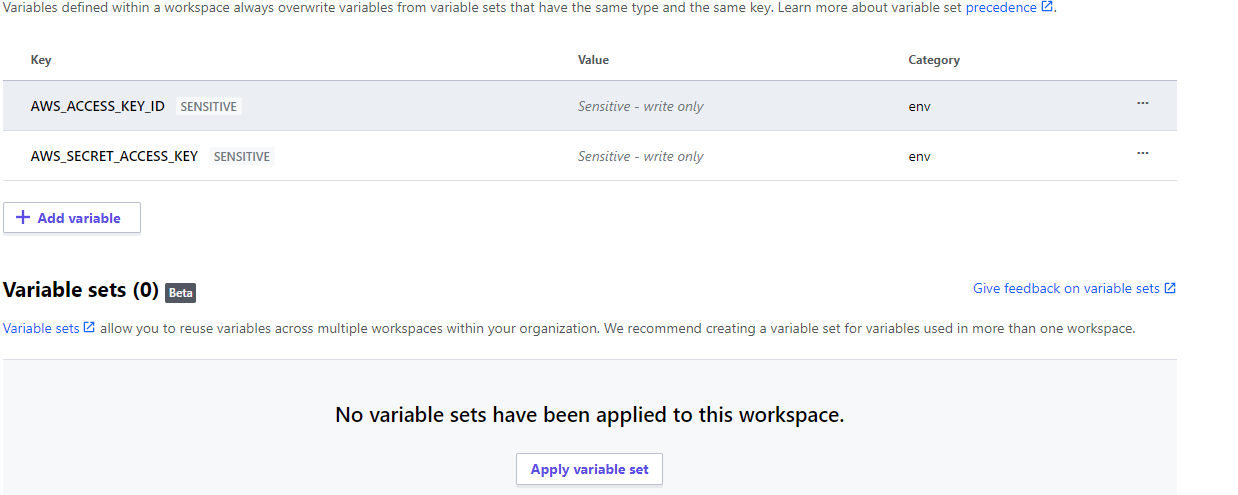 Variables defined within a workspace always overwrite variables from variable sets that have the same type and the same key. Learn more about variable set precedence.
Key Value Category
AWS_ACCESS_KEY_ID SENSITIVE Sensitive - write only env ...
AWS_SECRET_ACCESS_KEY SENSITIVE Sensitive - write only env ...
+ Add variable
Variable sets (0) Beta Give feedback on variable sets
Variable sets allow you to reuse variables across multiple workspaces within your organization. We recommend creating a variable set for variables used in more than one workspace.
No variable sets have been applied to this workspace.
Apply variable set